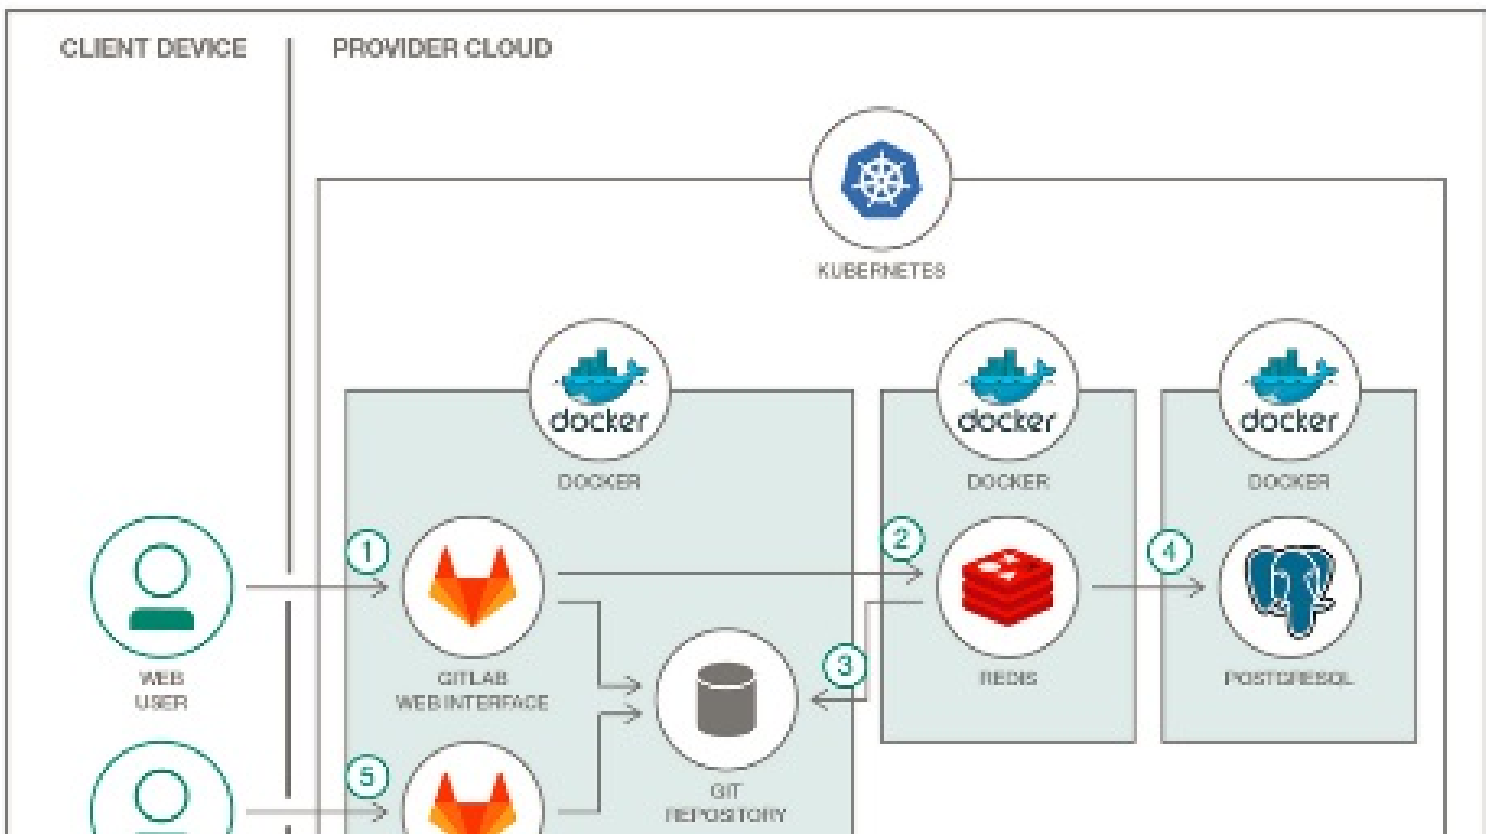 CLIENT DEVICE
PROVIDER CLOUD
KUBERNETES
docker
docker
docker
DOCKER
DOCKER
DOCKER
1
2
4
WEB
USER
GITLAB
WEB INTERFACE
3
REDIS
POSTGRESQL
5
GIT
REPOSITORY